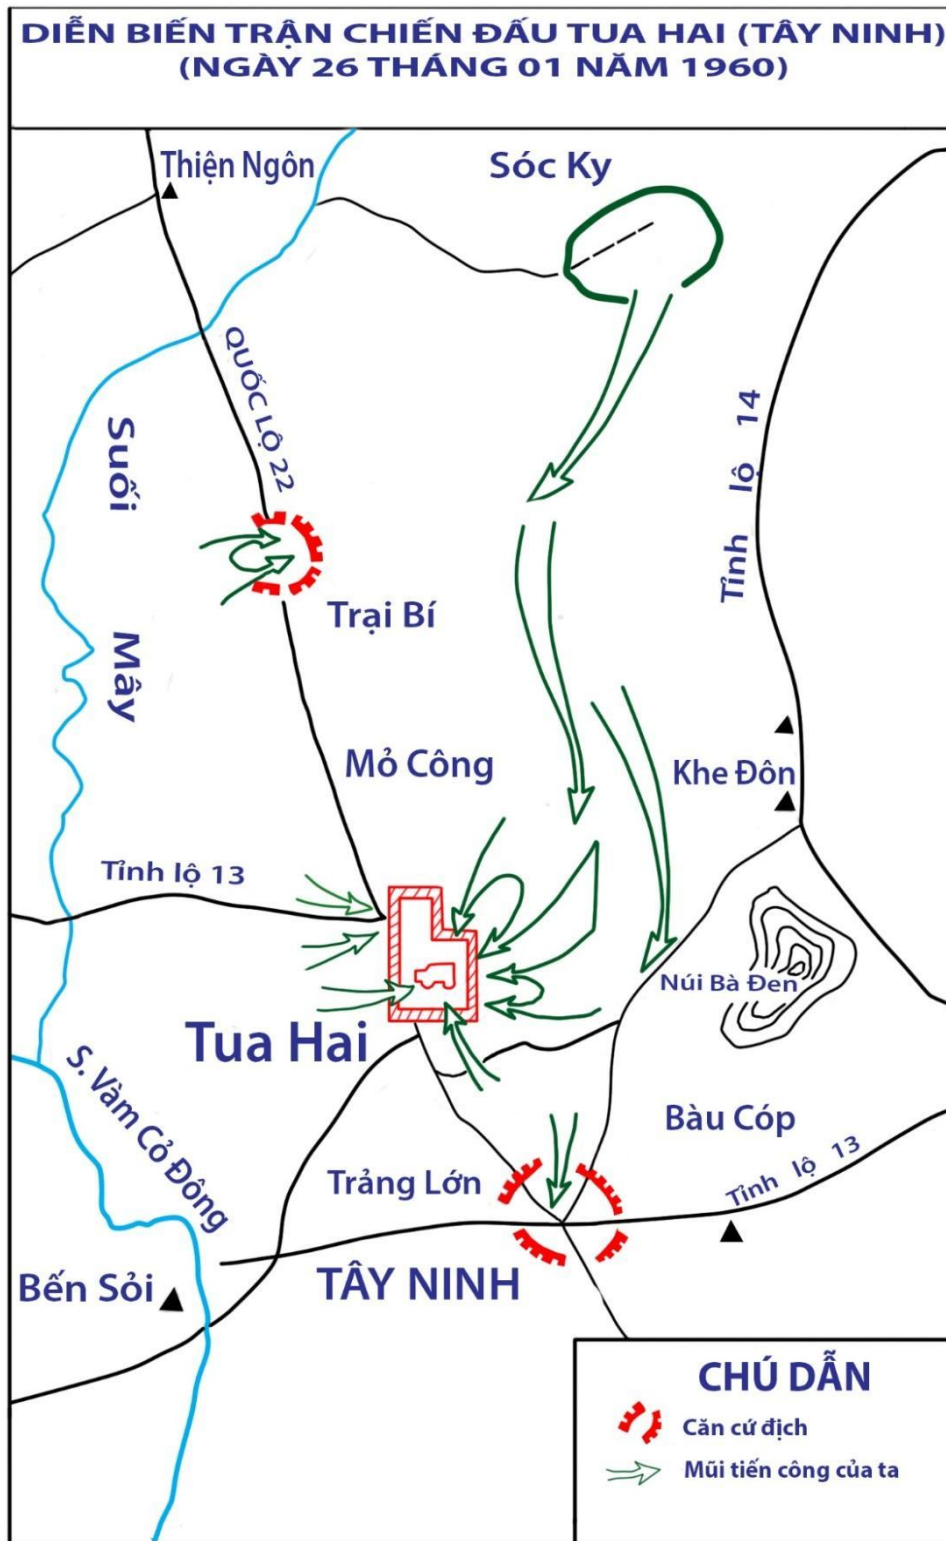 DIỄN BIẾN TRẬN CHIẾN ĐẤU TUA HAI (TÂY NINH)
(NGÀY 26 THÁNG 01 NĂM 1960)
Thiện Ngôn
Sóc Ky
QUỐC LỘ 22
Tỉnh lộ 14
Suối Mây
Trại Bí
Mỏ Công
Khe Đôn
Tỉnh lộ 13
Núi Bà Đen
Tua Hai
S. Vàm Cỏ Đông
Bàu Cóp
Trảng Lớn
Tỉnh lộ 13
TÂY NINH
Bến Sỏi
CHÚ DẪN
Căn cứ địch
Mũi tiến công của ta